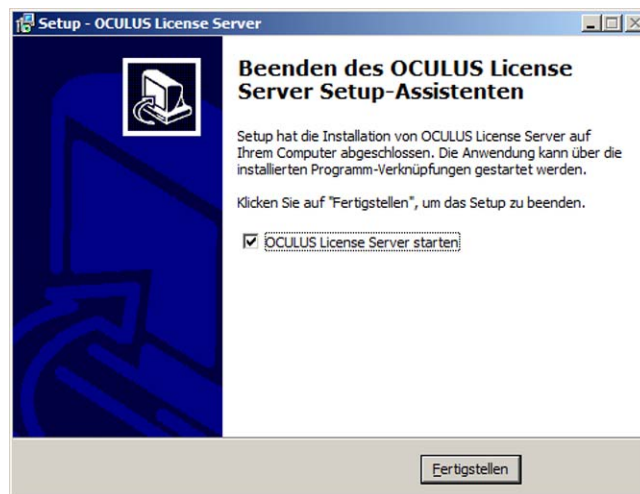 Setup - OCULUS License Server
Beenden des OCULUS License
Server Setup-Assistenten
Setup hat die Installation von OCULUS License Server auf
Ihrem Computer abgeschlossen. Die Anwendung kann über die
installierten Programm-Verknüpfungen gestartet werden.
Klicken Sie auf "Fertigstellen", um das Setup zu beenden.
OCULUS License Server starten
Fertigstellen